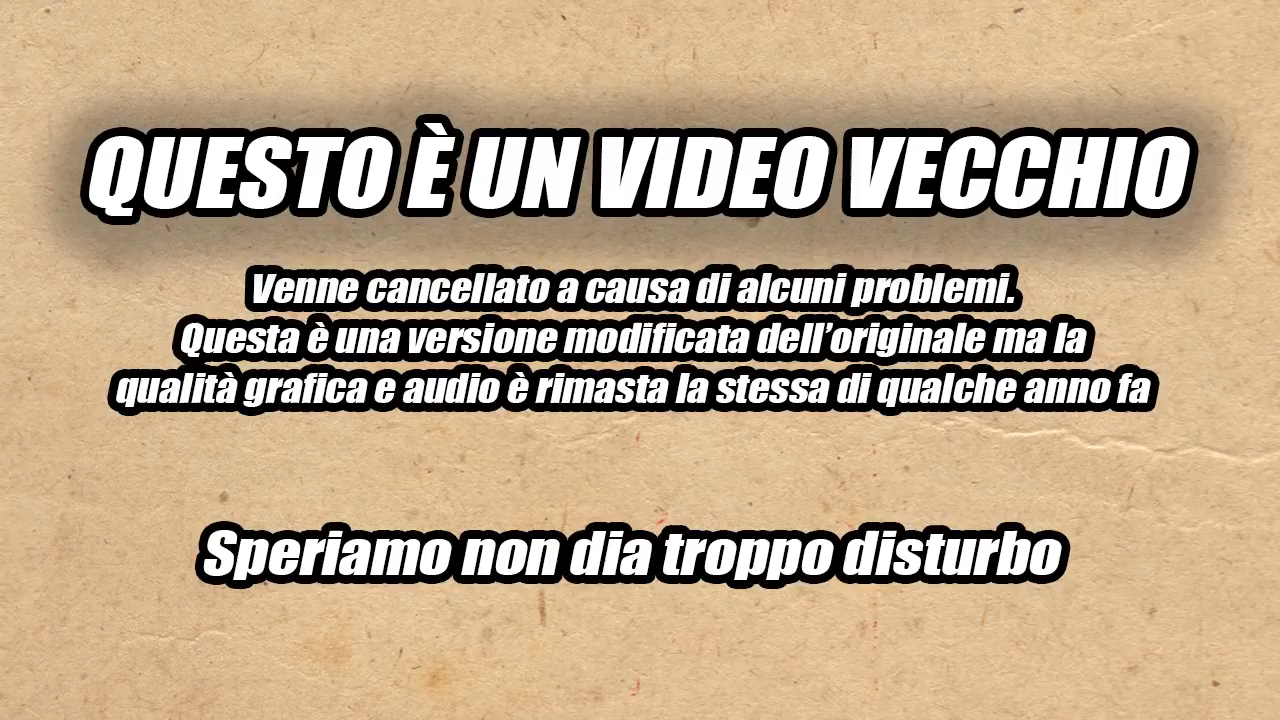 QUESTO È UN VIDEO VECCHIO
Venne cancellato a causa di alcuni problemi.
Questa è una versione modificata dell’originale ma la
qualità grafica e audio è rimasta la stessa di qualche anno fa
Speriamo non dia troppo disturbo